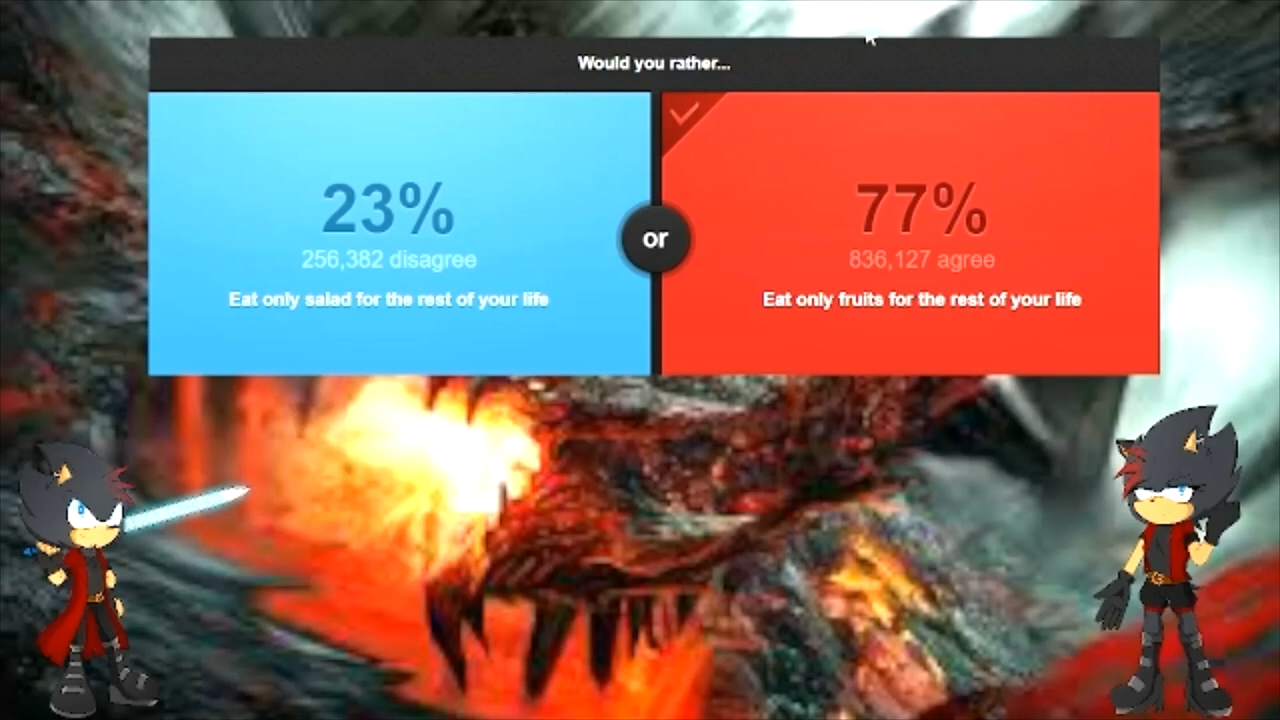 Would you rather...
23%
256,382 disagree
Eat only salad for the rest of your life
or
77%
836,127 agree
Eat only fruits for the rest of your life